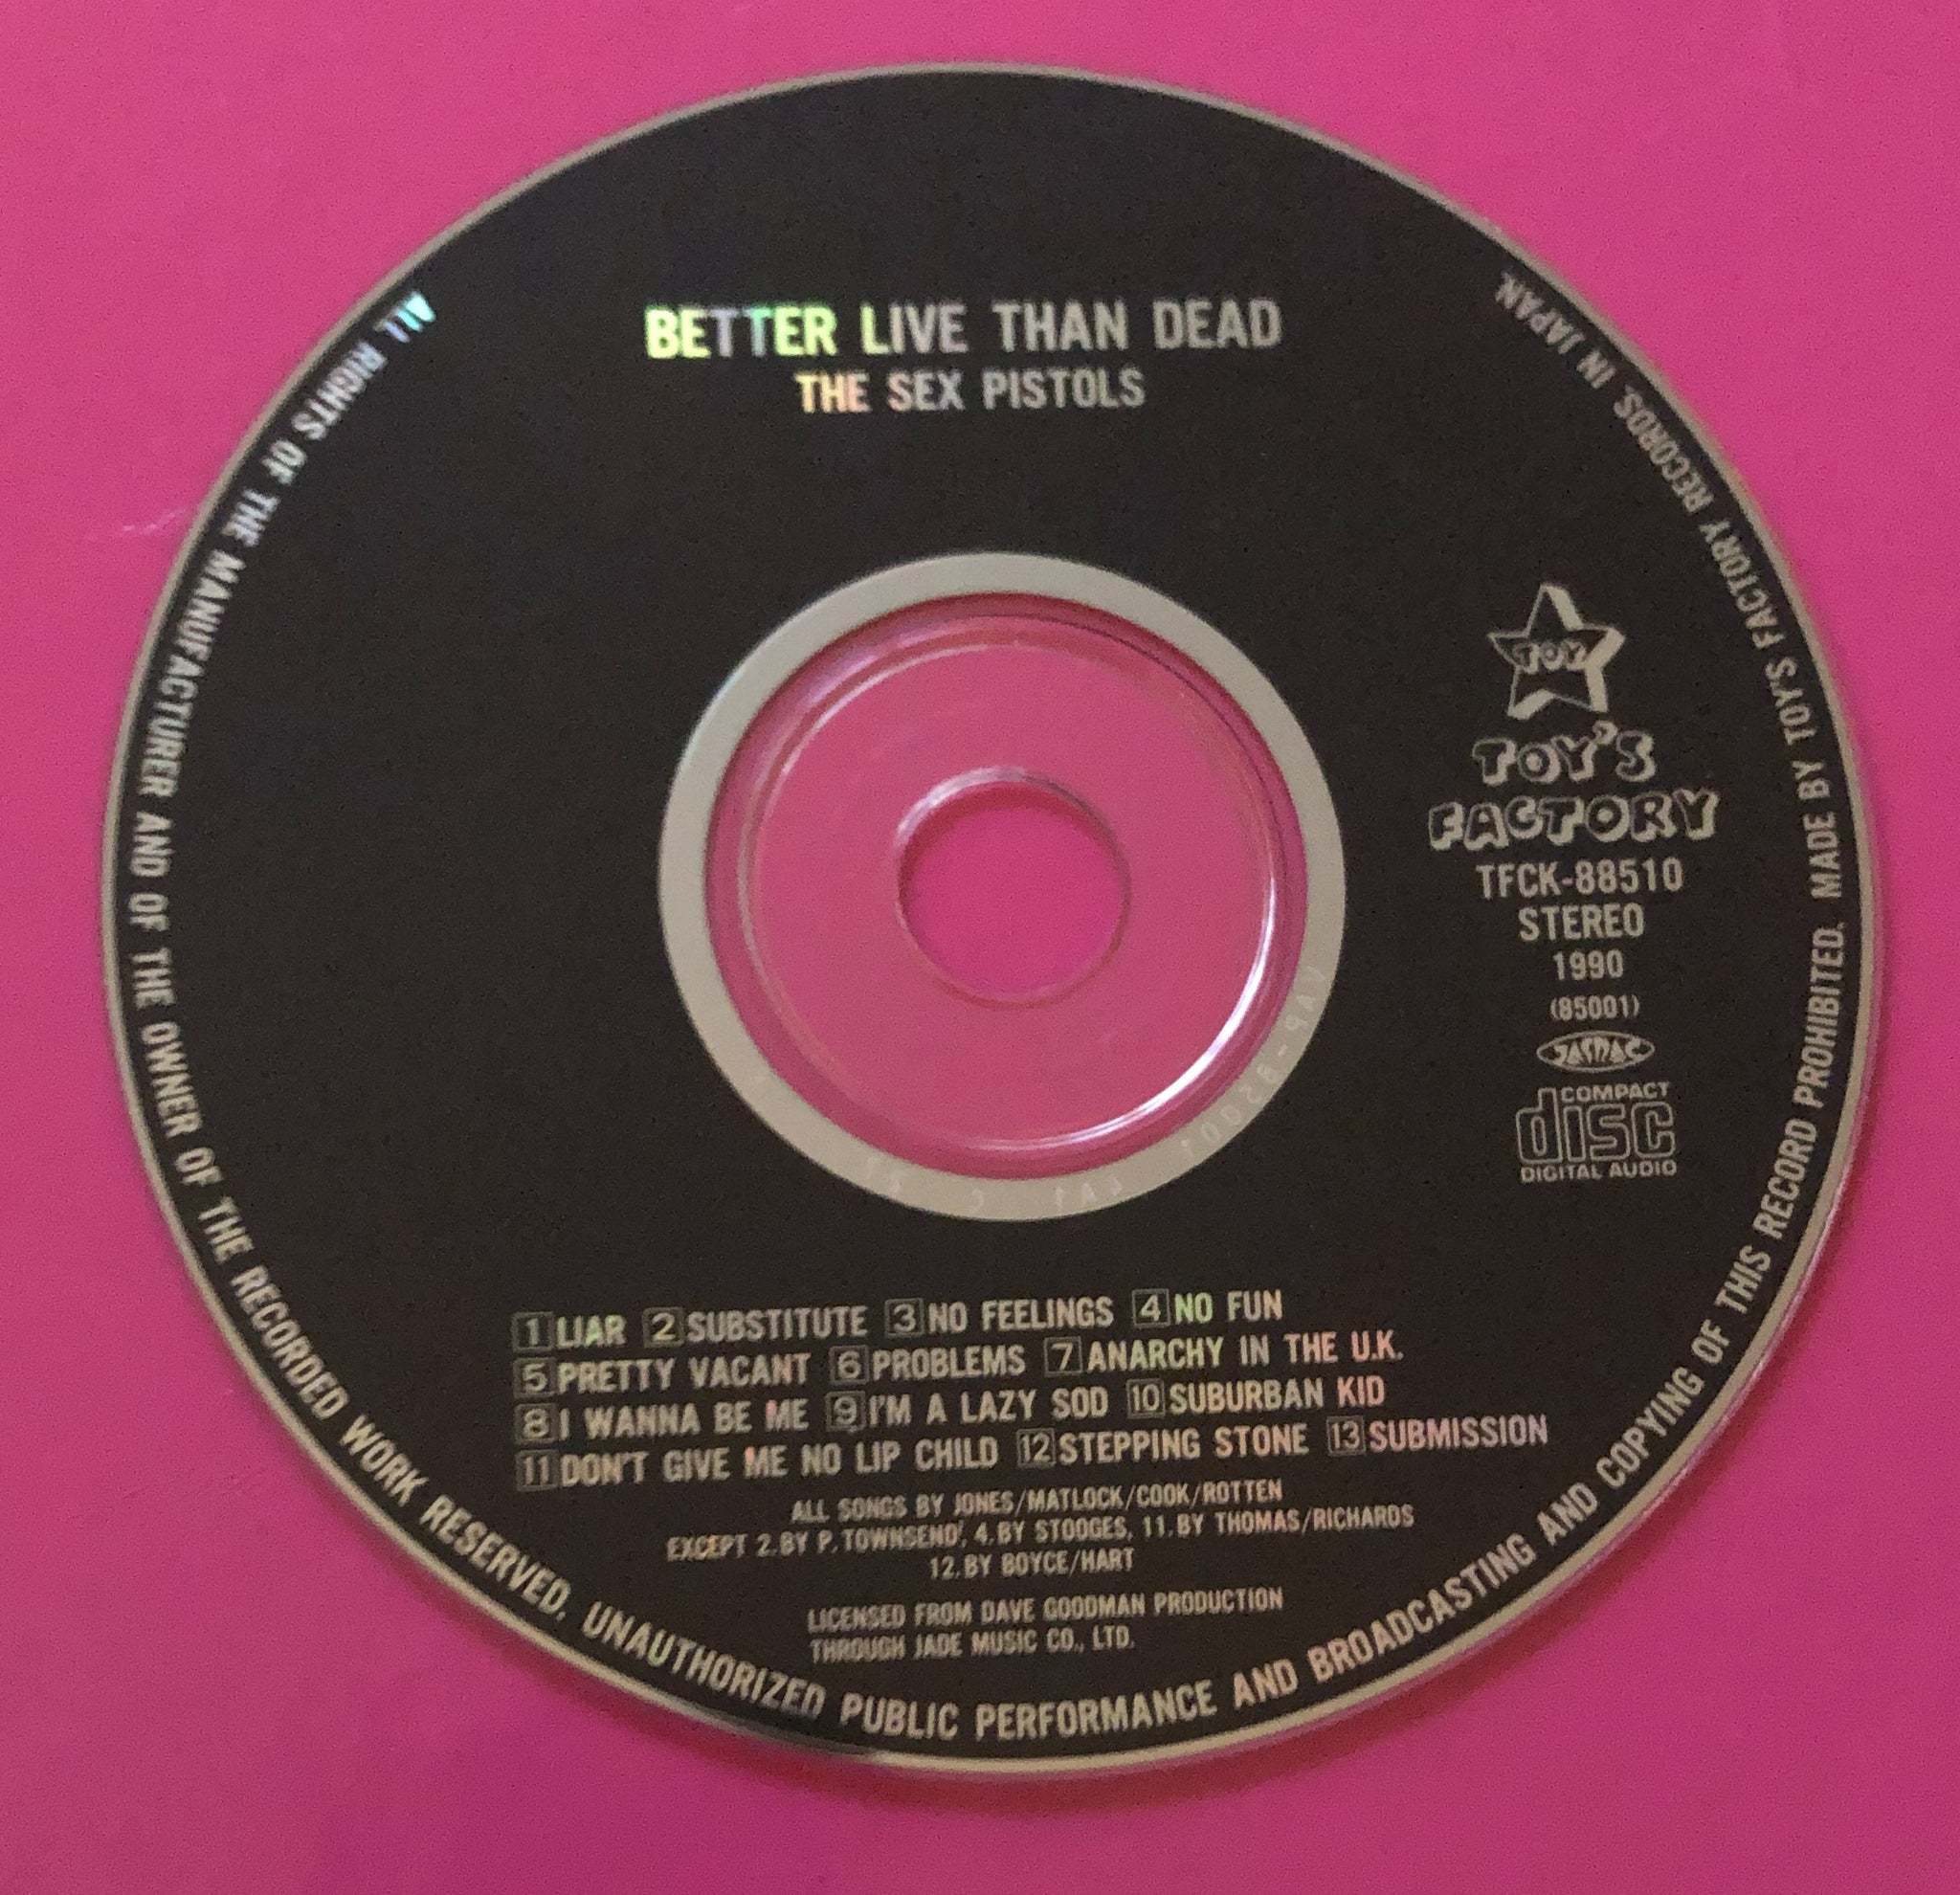 BETTER LIVE THAN DEAD
THE SEX PISTOLS
TOY
TOY'S
FACTORY
TFCK-88510
STEREO
1990
(85001)
JASRAC
COMPACT
disc
DIGITAL AUDIO
1 LIAR 2 SUBSTITUTE 3 NO FEELINGS 4 NO FUN
5 PRETTY VACANT 6 PROBLEMS 7 ANARCHY IN THE U.K.
8 I WANNA BE ME 9 I'M A LAZY SOD 10 SUBURBAN KID
11 DON'T GIVE ME NO LIP CHILD 12 STEPPING STONE 13 SUBMISSION
ALL SONGS BY JONES/MATLOCK/COOK/ROTTEN
EXCEPT 2.BY P.TOWNSEND, 4.BY STOOGES, 11.BY THOMAS/RICHARDS
12.BY BOYCE/HART
LICENSED FROM DAVE GOODMAN PRODUCTION
THROUGH JADE MUSIC CO., LTD.
ALL RIGHTS OF THE MANUFACTURER AND OF THE OWNER OF THE RECORDED WORK RESERVED. UNAUTHORIZED PUBLIC PERFORMANCE AND BROADCASTING AND COPYING OF THIS RECORD PROHIBITED. MADE BY TOY'S FACTORY RECORDS. IN JAPAN.